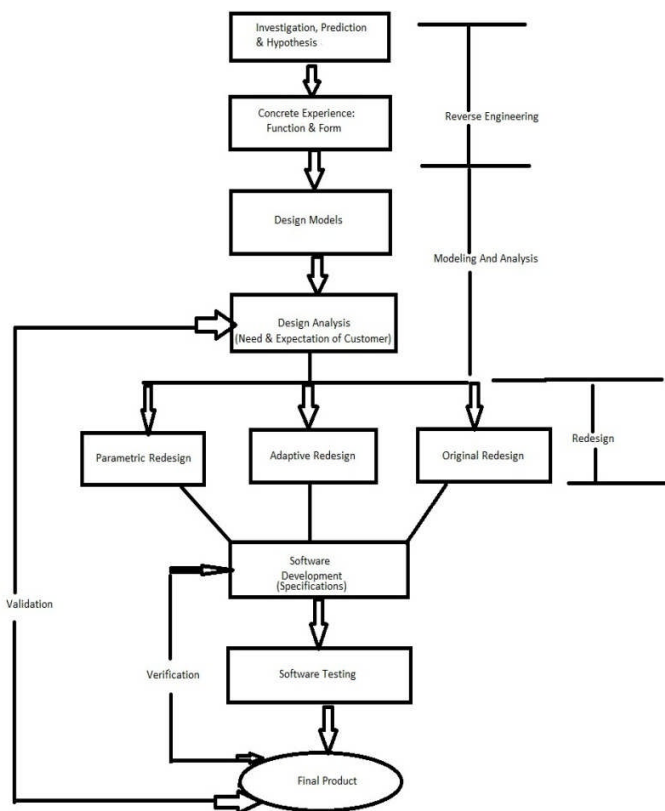 Investigation, Prediction
& Hypothesis
Concrete Experience:
Function & Form
Reverse Engineering
Design Models
Modeling And Analysis
Design Analysis
(Need & Expectation of Customer)
Parametric Redesign
Adaptive Redesign
Original Redesign
Redesign
Software
Development
(Specifications)
Validation
Verification
Software Testing
Final Product